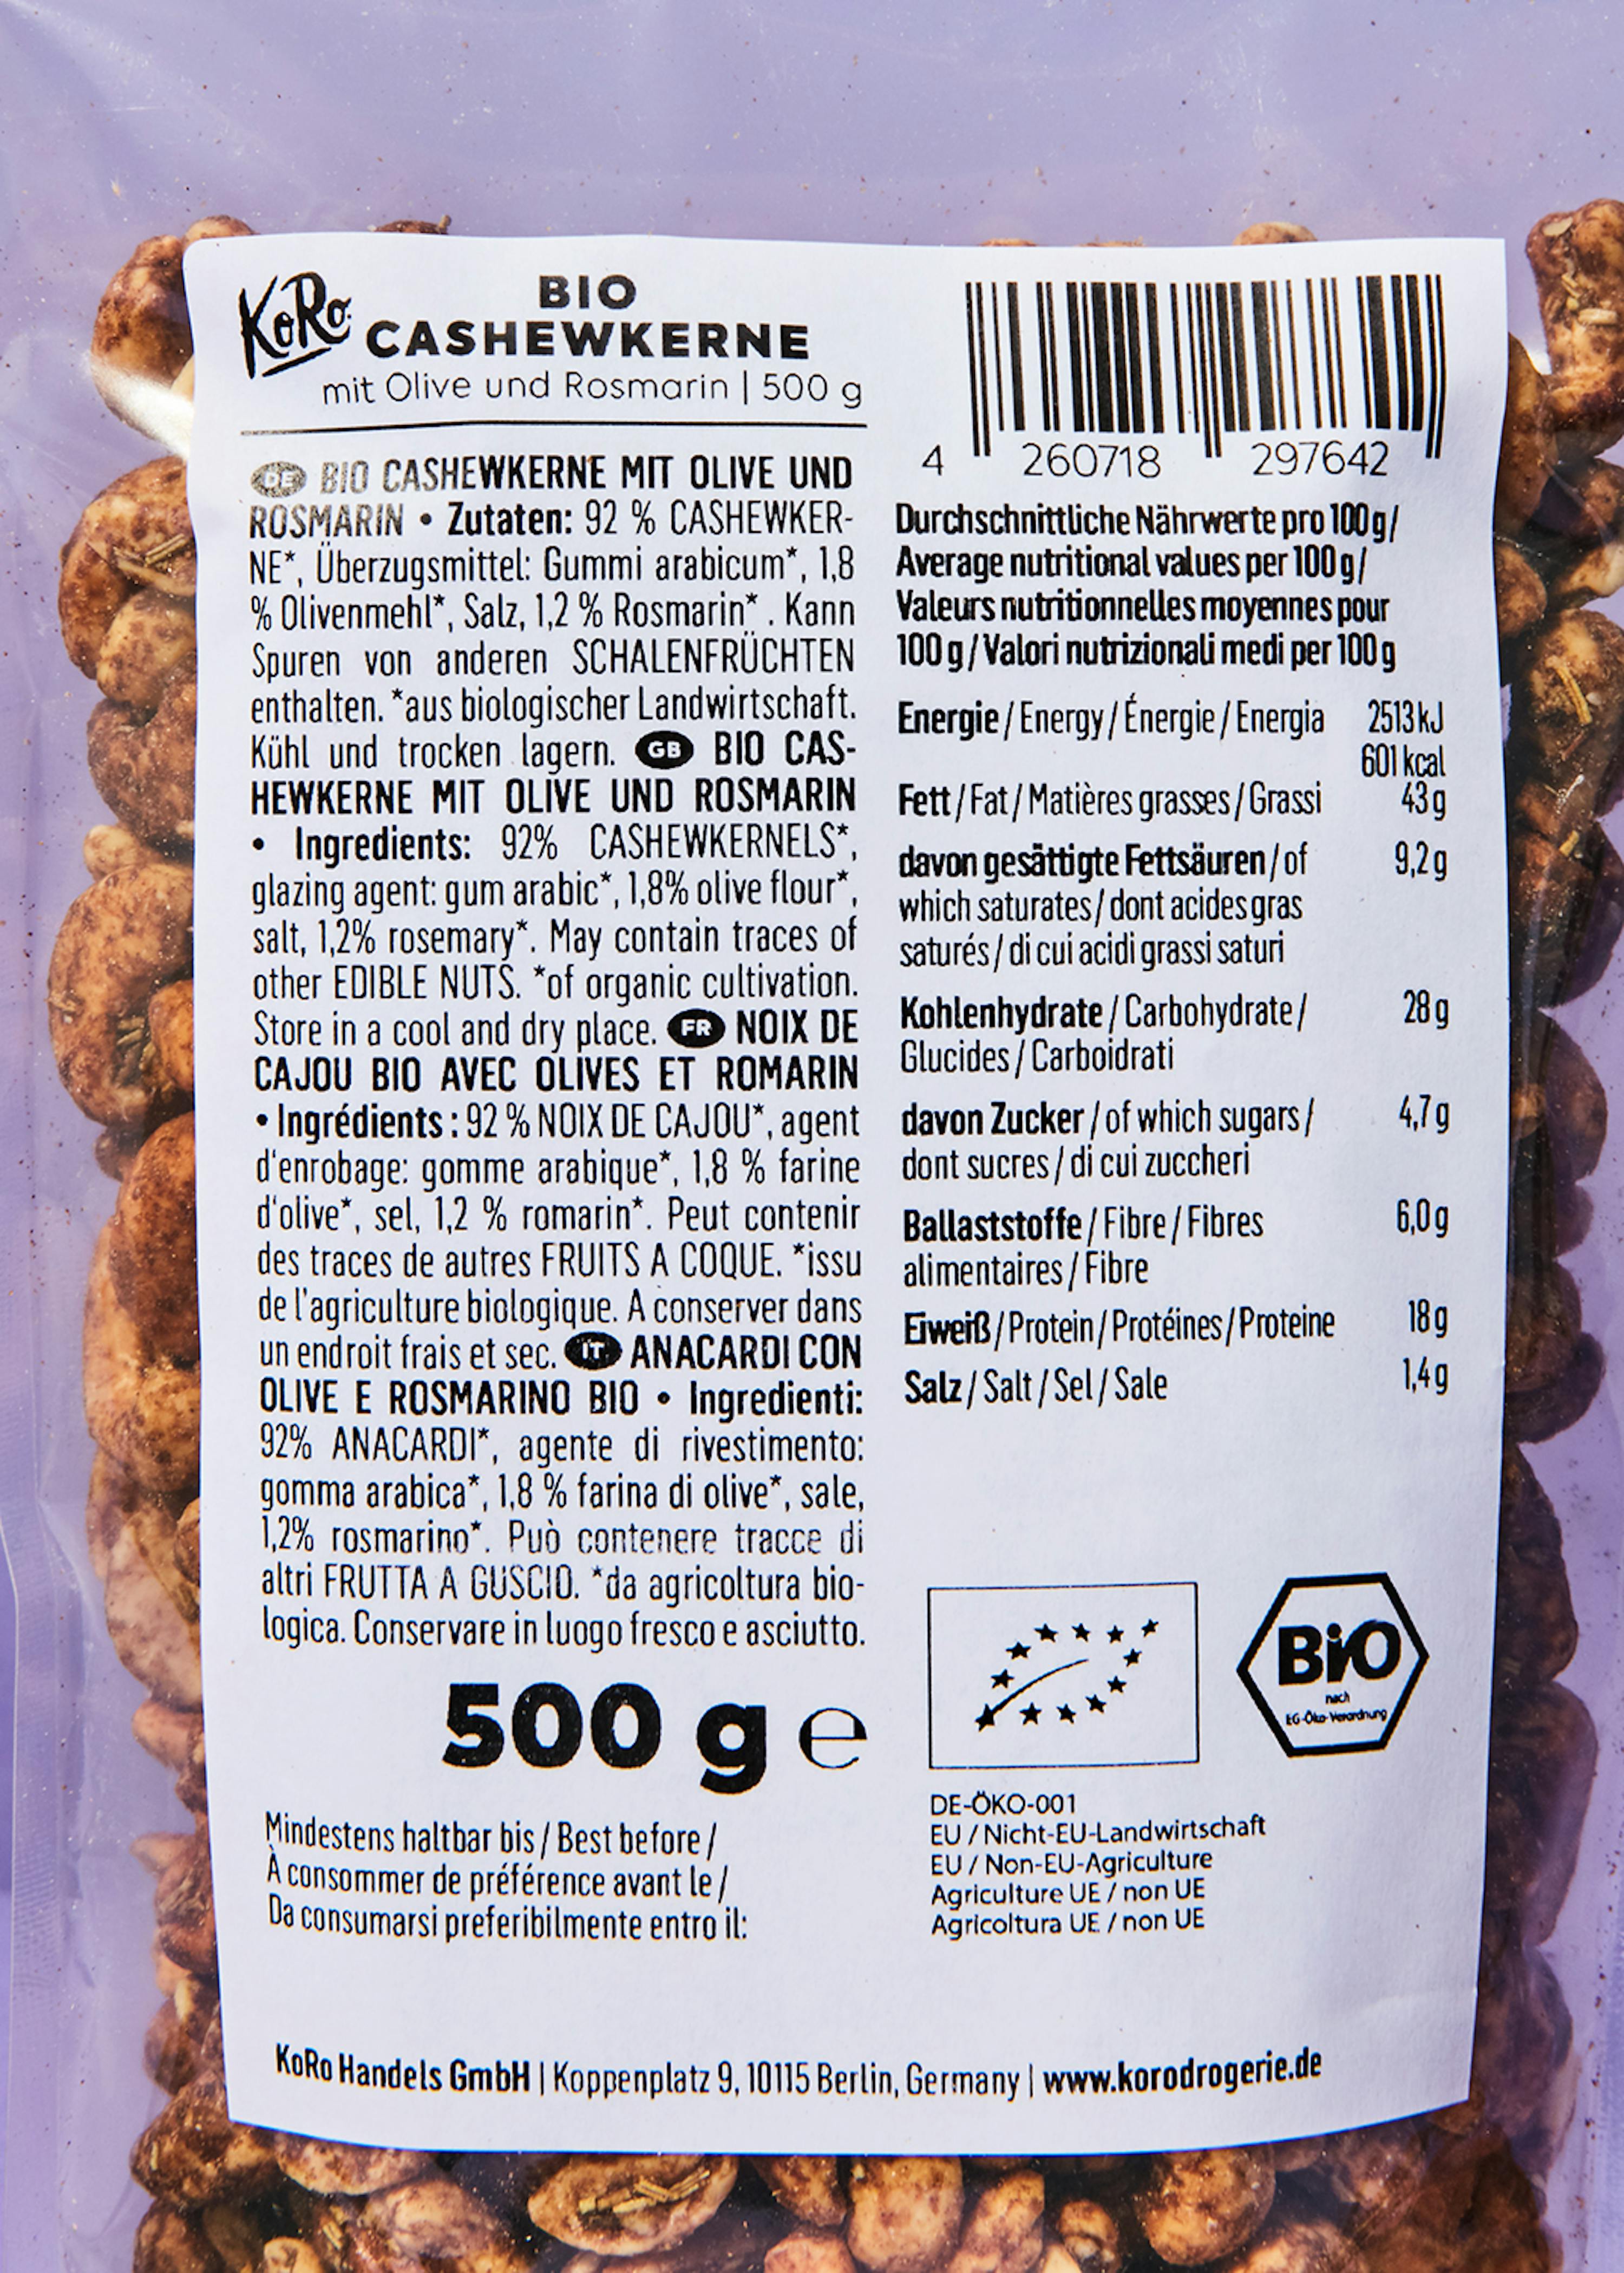 KoRo
BIO
CASHEWKERNE
mit Olive und Rosmarin | 500 g
DE BIO CASHEWKERNE MIT OLIVE UND
ROSMARIN • Zutaten: 92 % CASHEWKER-
NE*, Überzugsmittel: Gummi arabicum*, 1,8
% Olivenmehl*, Salz, 1,2 % Rosmarin* . Kann
Spuren von anderen SCHALENFRÜCHTEN
enthalten. *aus biologischer Landwirtschaft.
Kühl und trocken lagern. GB BIO CAS-
HEWKERNE MIT OLIVE UND ROSMARIN
• Ingredients: 92% CASHEWKERNELS*,
glazing agent: gum arabic*, 1,8% olive flour*,
salt, 1,2% rosemary*. May contain traces of
other EDIBLE NUTS. *of organic cultivation.
Store in a cool and dry place. FR NOIX DE
CAJOU BIO AVEC OLIVES ET ROMARIN
• Ingrédients : 92 % NOIX DE CAJOU*, agent
d'enrobage: gomme arabique*, 1,8 % farine
d'olive*, sel, 1,2 % romarin*. Peut contenir
des traces de autres FRUITS A COQUE. *issu
de l'agriculture biologique. A conserver dans
un endroit frais et sec. IT ANACARDI CON
OLIVE E ROSMARINO BIO • Ingredienti:
92% ANACARDI*, agente di rivestimento:
gomma arabica*, 1,8 % farina di olive*, sale,
1,2% rosmarino*. Può contenere tracce di
altri FRUTTA A GUSCIO. *da agricoltura bio-
logica. Conservare in luogo fresco e asciutto.
500 g e
Mindestens haltbar bis / Best before /
À consommer de préférence avant le /
Da consumarsi preferibilmente entro il:
4 260718 297642
Durchschnittliche Nährwerte pro 100 g/
Average nutritional values per 100 g/
Valeurs nutritionnelles moyennes pour
100 g / Valori nutrizionali medi per 100 g
Energie / Energy / Énergie / Energia 2513 kJ
601 kcal
Fett / Fat / Matières grasses / Grassi 43 g
davon gesättigte Fettsäuren / of 9,2 g
which saturates / dont acides gras
saturés / di cui acidi grassi saturi
Kohlenhydrate / Carbohydrate / 28 g
Glucides / Carboidrati
davon Zucker / of which sugars / 4,7 g
dont sucres / di cui zuccheri
Ballaststoffe / Fibre / Fibres 6,0 g
alimentaires / Fibre
Eiweiß / Protein / Protéines / Proteine 18 g
Salz / Salt / Sel / Sale 1,4 g
BiO
nach
EG-Öko-Verordnung
DE-ÖKO-001
EU / Nicht-EU-Landwirtschaft
EU / Non-EU-Agriculture
Agriculture UE / non UE
Agricoltura UE / non UE
KoRo Handels GmbH | Koppenplatz 9, 10115 Berlin, Germany | www.korodrogerie.de